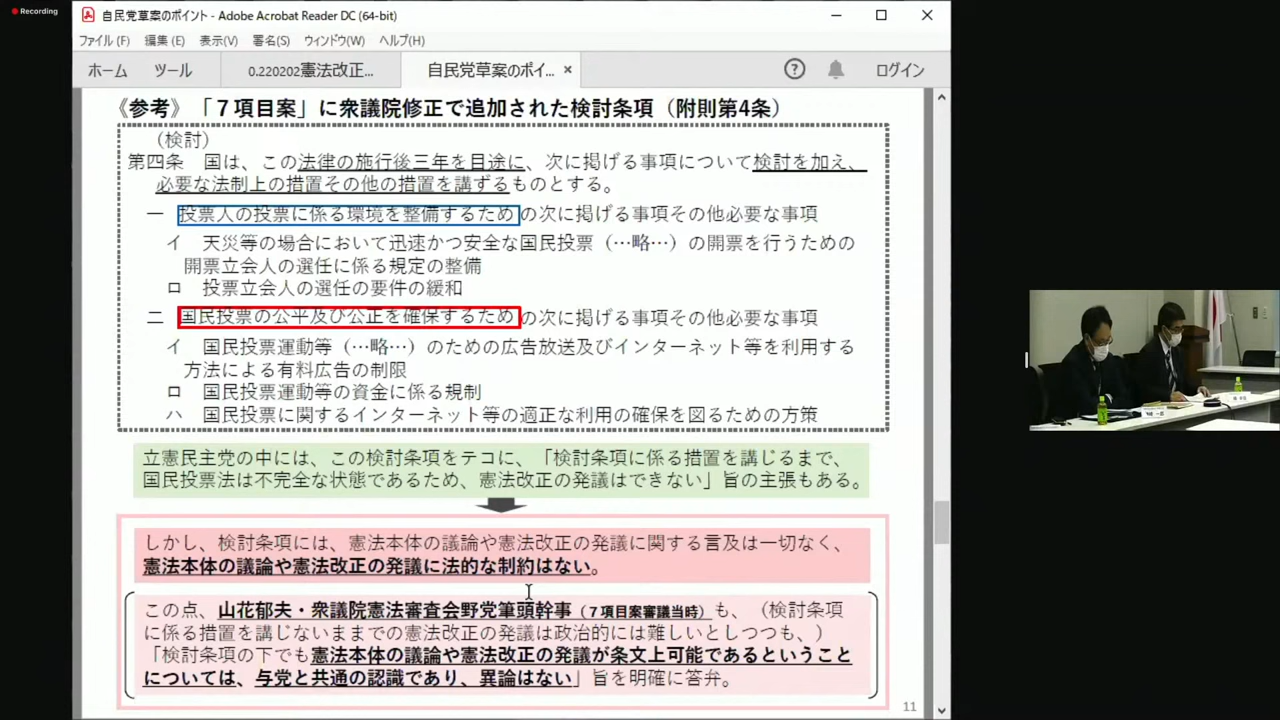 Recording
自民党草案のポイント - Adobe Acrobat Reader DC (64-bit)
ファイル(F) 編集(E) 表示(V) 署名(S) ウィンドウ(W) ヘルプ(H)
ホーム ツール 0.220202憲法改正... 自民党草案のポイ... × ログイン
《参考》「７項目案」に衆議院修正で追加された検討条項（附則第4条）
（検討）
第四条　国は、この法律の施行後三年を目途に、次に掲げる事項について検討を加え、
必要な法制上の措置その他の措置を講ずるものとする。
一　投票人の投票に係る環境を整備するための次に掲げる事項その他必要な事項
イ　天災等の場合において迅速かつ安全な国民投票（…略…）の開票を行うための
開票立会人の選任に係る規定の整備
ロ　投票立会人の選任の要件の緩和
二　国民投票の公平及び公正を確保するための次に掲げる事項その他必要な事項
イ　国民投票運動等（…略…）のための広告放送及びインターネット等を利用する
方法による有料広告の制限
ロ　国民投票運動等の資金に係る規制
ハ　国民投票に関するインターネット等の適正な利用の確保を図るための方策
立憲民主党の中には、この検討条項をテコに、「検討条項に係る措置を講じるまで、
国民投票法は不完全な状態であるため、憲法改正の発議はできない」旨の主張もある。
しかし、検討条項には、憲法本体の議論や憲法改正の発議に関する言及は一切なく、
憲法本体の議論や憲法改正の発議に法的な制約はない。
この点、山花郁夫・衆議院憲法審査会野党筆頭幹事（７項目案審議当時）も、（検討条項
に係る措置を講じないままでの憲法改正の発議は政治的には難しいとしつつも、）
「検討条項の下でも憲法本体の議論や憲法改正の発議が条文上可能であるということ
については、与党と共通の認識であり、異論はない」旨を明確に答弁。
11